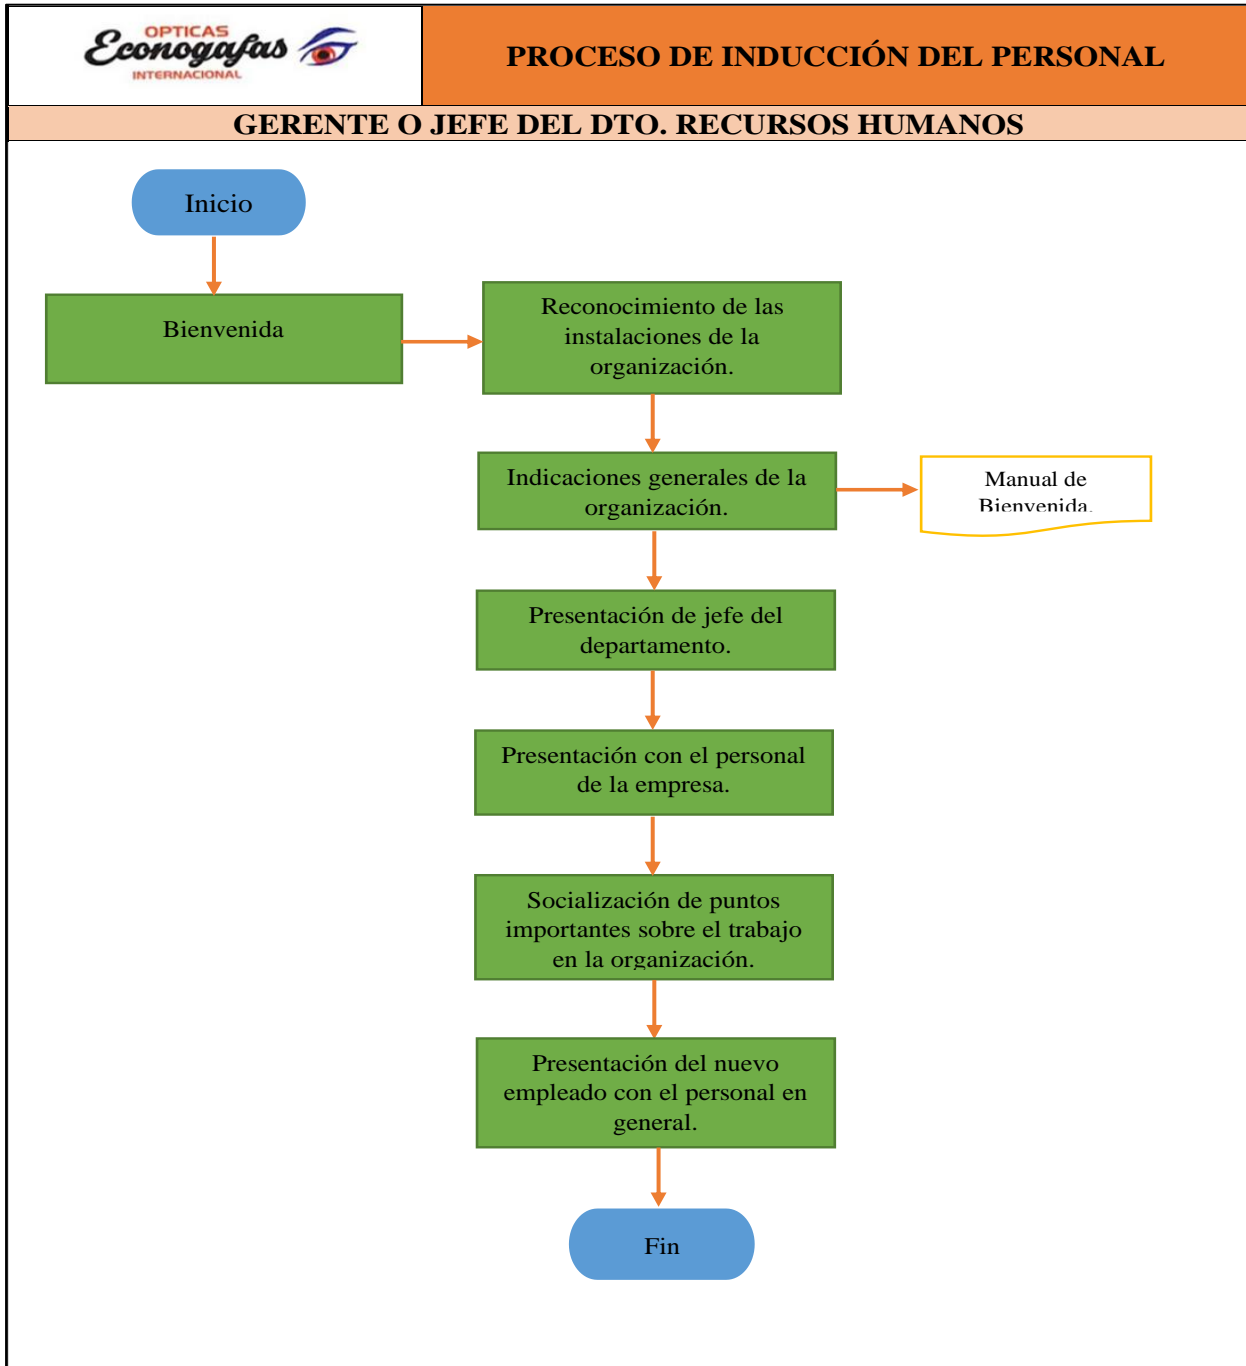 OPTICAS
Econogafas
INTERNACIONAL
PROCESO DE INDUCCIÓN DEL PERSONAL
GERENTE O JEFE DEL DTO. RECURSOS HUMANOS
Inicio
Bienvenida
Reconocimiento de las
instalaciones de la
organización.
Indicaciones generales de la
organización.
Manual de
Bienvenida.
Presentación de jefe del
departamento.
Presentación con el personal
de la empresa.
Socialización de puntos
importantes sobre el trabajo
en la organización.
Presentación del nuevo
empleado con el personal en
general.
Fin